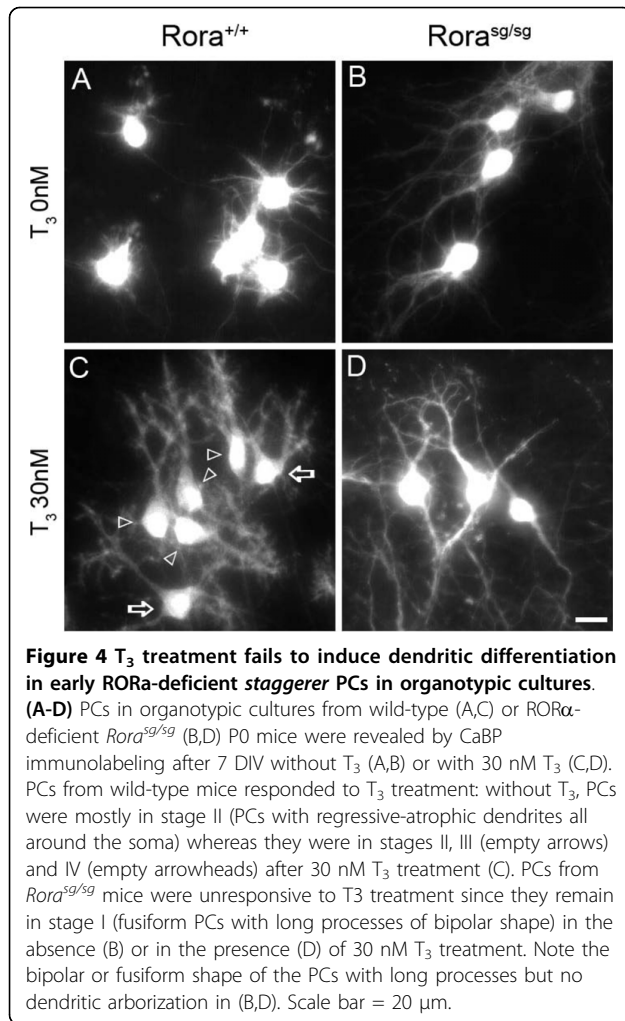 Rora+/+ Rorasg/sg
A B
T3 0nM
C D
T3 30nM
Figure 4 T3 treatment fails to induce dendritic differentiation
in early RORa-deficient staggerer PCs in organotypic cultures.
(A-D) PCs in organotypic cultures from wild-type (A,C) or RORα-
deficient Rorasg/sg (B,D) P0 mice were revealed by CaBP
immunolabeling after 7 DIV without T3 (A,B) or with 30 nM T3 (C,D).
PCs from wild-type mice responded to T3 treatment: without T3, PCs
were mostly in stage II (PCs with regressive-atrophic dendrites all
around the soma) whereas they were in stages II, III (empty arrows)
and IV (empty arrowheads) after 30 nM T3 treatment (C). PCs from
Rorasg/sg mice were unresponsive to T3 treatment since they remain
in stage I (fusiform PCs with long processes of bipolar shape) in the
absence (B) or in the presence (D) of 30 nM T3 treatment. Note the
bipolar or fusiform shape of the PCs with long processes but no
dendritic arborization in (B,D). Scale bar = 20 μm.